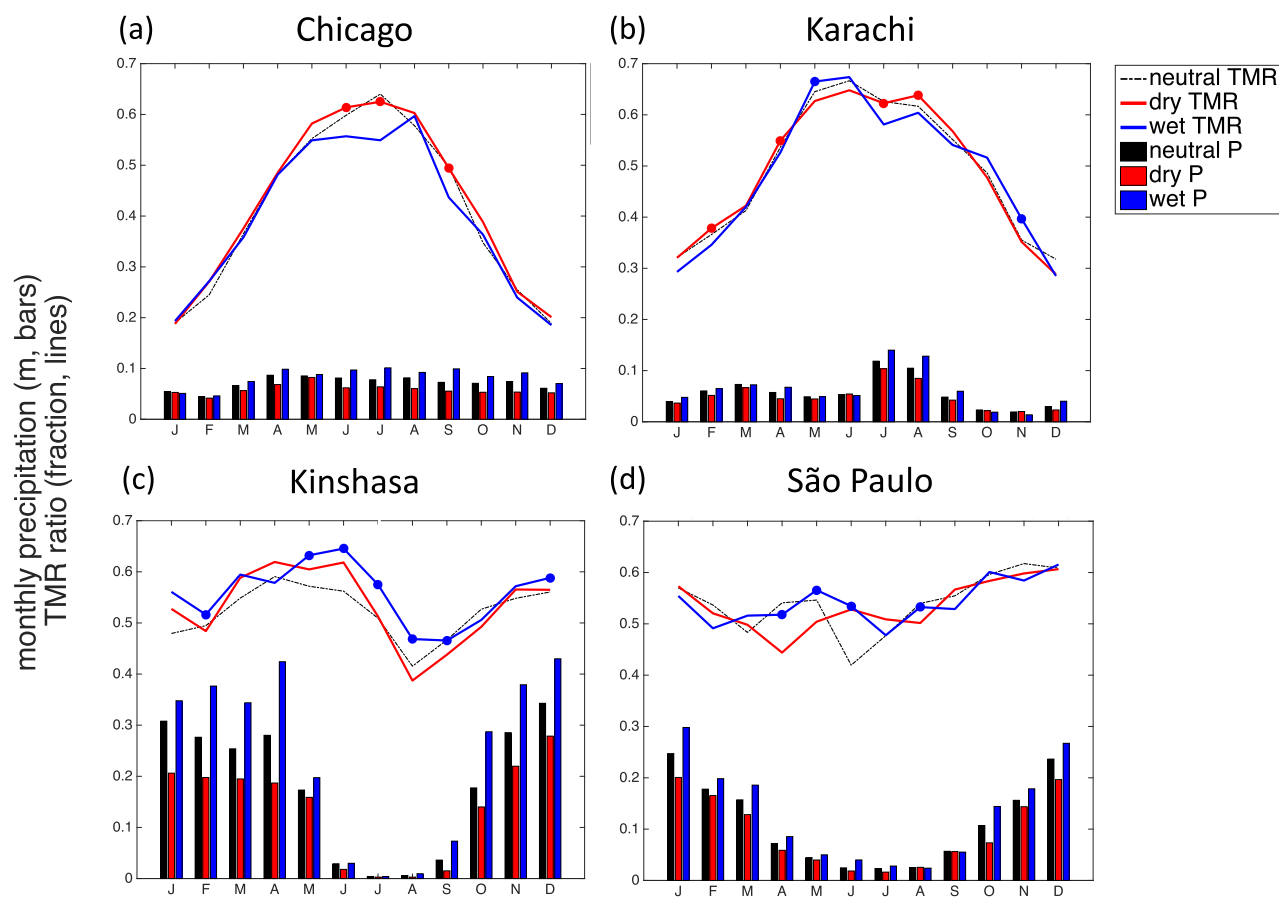 (a)
Chicago
(b)
Karachi
neutral TMR
dry TMR
wet TMR
neutral P
dry P
wet P
monthly precipitation (m, bars)
TMR ratio (fraction, lines)
0.7
0.6
0.5
0.4
0.3
0.2
0.1
0
J F M A M J J A S O N D
0.7
0.6
0.5
0.4
0.3
0.2
0.1
0
J F M A M J J A S O N D
(c)
Kinshasa
(d)
São Paulo
0.7
0.6
0.5
0.4
0.3
0.2
0.1
0
J F M A M J J A S O N D
0.7
0.6
0.5
0.4
0.3
0.2
0.1
0
J F M A M J J A S O N D